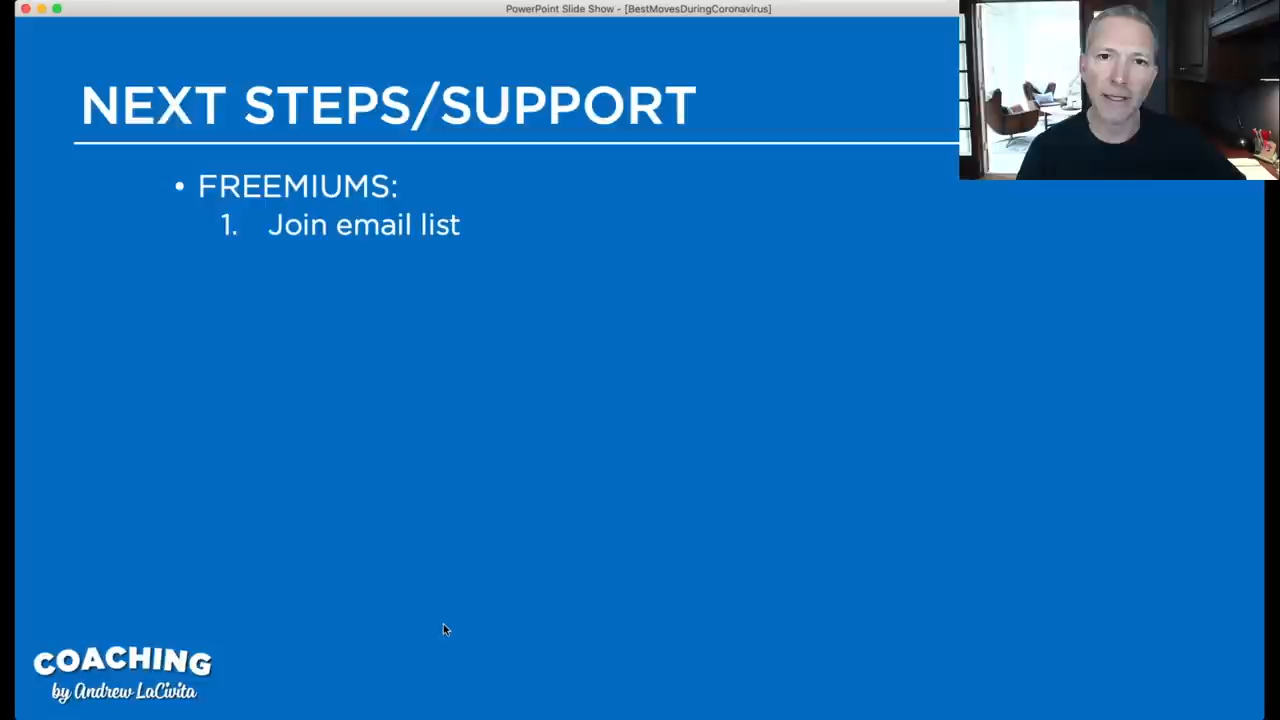 PowerPoint Slide Show - [BestMovesDuringCoronavirus]
NEXT STEPS/SUPPORT
• FREEMIUMS:
1. Join email list
COACHING
by Andrew LaCivita